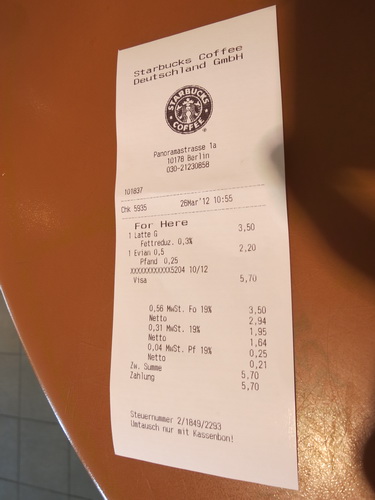 Starbucks Coffee
Deutschland GmbH
STARBUCKS
COFFEE
Panoramastrasse 1a
10178 Berlin
030-21230858
101837
Chk 5935 26Mar'12 10:55
For Here
1 Latte G 3,50
Fettreduz. 0,3%
1 Evian 0,5 2,20
Pfand 0,25
XXXXXXXXXXXX5204 10/12
Visa 5,70
0,56 MwSt. Fo 19% 3,50
Netto 2,94
0,31 MwSt. 19% 1,95
Netto 1,64
0,04 MwSt. Pf 19% 0,25
Netto 0,21
Zw. Summe 5,70
Zahlung 5,70
Steuernummer 2/1849/2293
Umtausch nur mit Kassenbon!